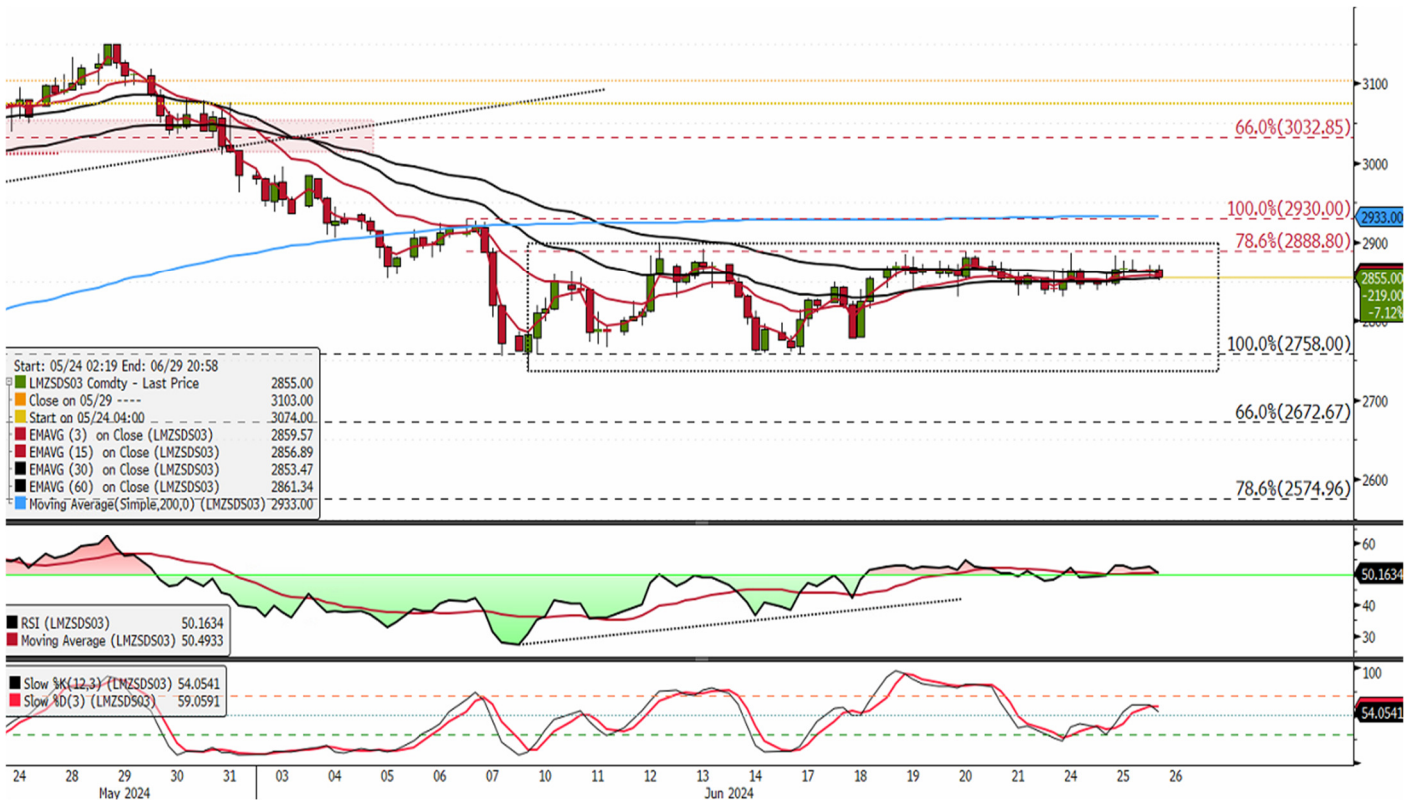 3100
66.0%(3032.85)
3000
100.0%(2930.00)
2933.00
2900
78.6%(2888.80)
2855.00
-219.00
-7.12%
100.0%(2758.00)
2700
66.0%(2672.67)
2600
78.6%(2574.96)
Start: 05/24 02:19 End: 06/29 20:58
LMZSDS03 Comdty - Last Price 2855.00
Close on 05/29 ---- 3103.00
Start on 05/24 04:00 3074.00
EMAVG (3) on Close (LMZSDS03) 2859.57
EMAVG (15) on Close (LMZSDS03) 2856.89
EMAVG (30) on Close (LMZSDS03) 2853.47
EMAVG (60) on Close (LMZSDS03) 2861.34
Moving Average(Simple,200,0) (LMZSDS03) 2933.00
60
50.1634
40
30
RSI (LMZSDS03) 50.1634
Moving Average (LMZSDS03) 50.4933
100
54.0541
Slow %K(12,3) (LMZSDS03) 54.0541
Slow %D(3) (LMZSDS03) 59.0591
24 28 29 30 31 03 04 05 06 07 10 11 12 13 14 17 18 19 20 21 24 25 26
May 2024 Jun 2024